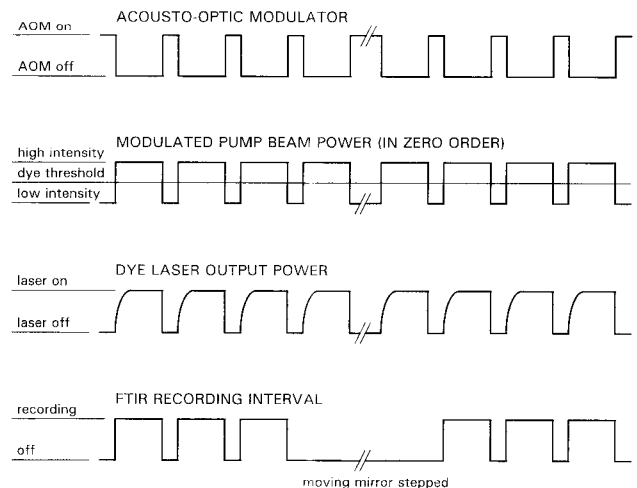 ACOUSTO-OPTIC MODULATOR
AOM on
AOM off
MODULATED PUMP BEAM POWER (IN ZERO ORDER)
high intensity
dye threshold
low intensity
DYE LASER OUTPUT POWER
laser on
laser off
FTIR RECORDING INTERVAL
recording
off
moving mirror stepped